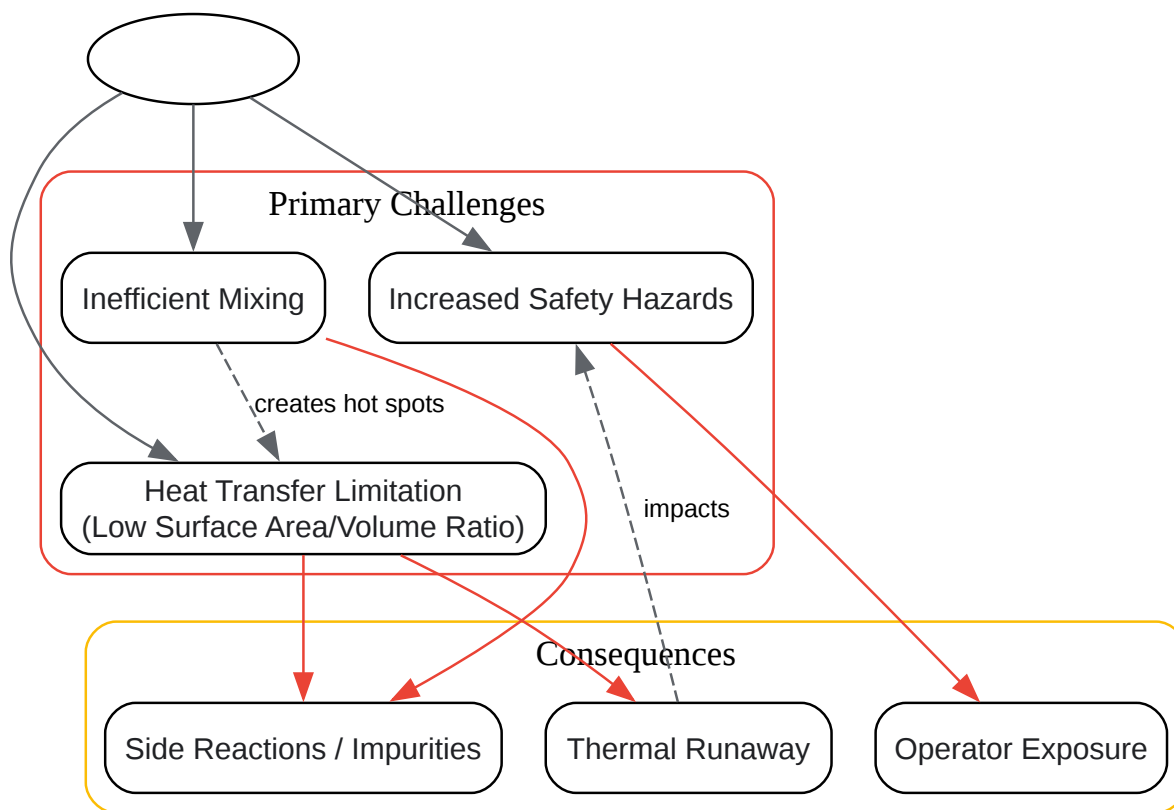 Primary Challenges
Inefficient Mixing
Increased Safety Hazards
creates hot spots
Heat Transfer Limitation
(Low Surface Area/Volume Ratio)
impacts
Consequences
Side Reactions / Impurities
Thermal Runaway
Operator Exposure